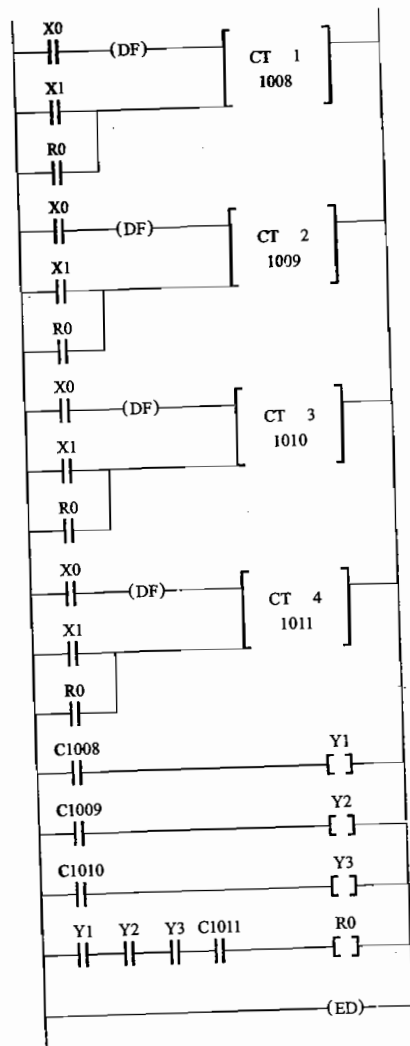 X0
(DF)
CT 1
1008
X1
R0
X0
(DF)
CT 2
1009
X1
R0
X0
(DF)
CT 3
1010
X1
R0
X0
(DF)
CT 4
1011
X1
R0
C1008
Y1
C1009
Y2
C1010
Y3
Y1 Y2 Y3 C1011 R0
(ED)